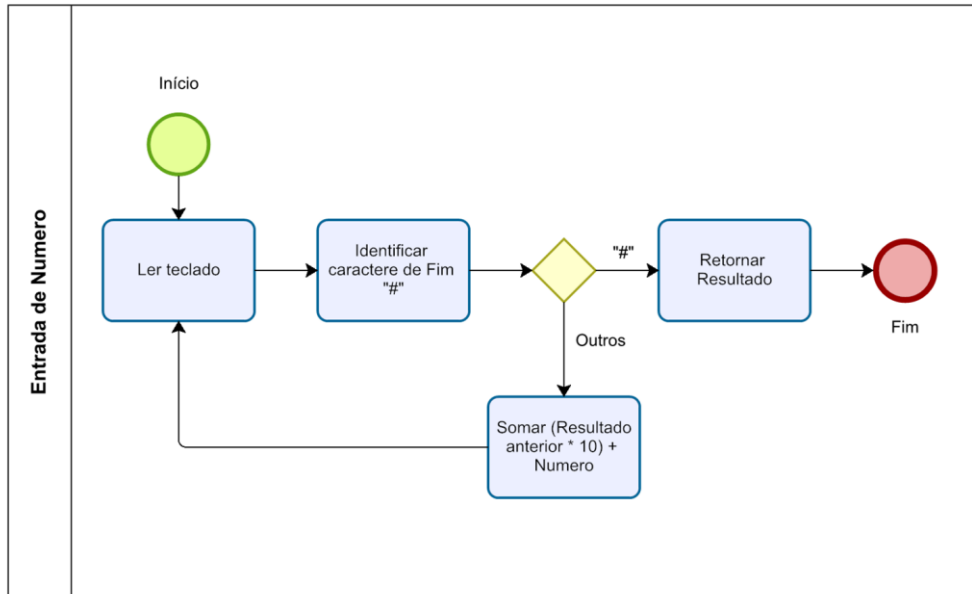 Entrada de Numero
Início
Ler teclado
Identificar
caractere de Fim
"#"
"#"
Retornar
Resultado
Fim
Outros
Somar (Resultado
anterior * 10) +
Numero